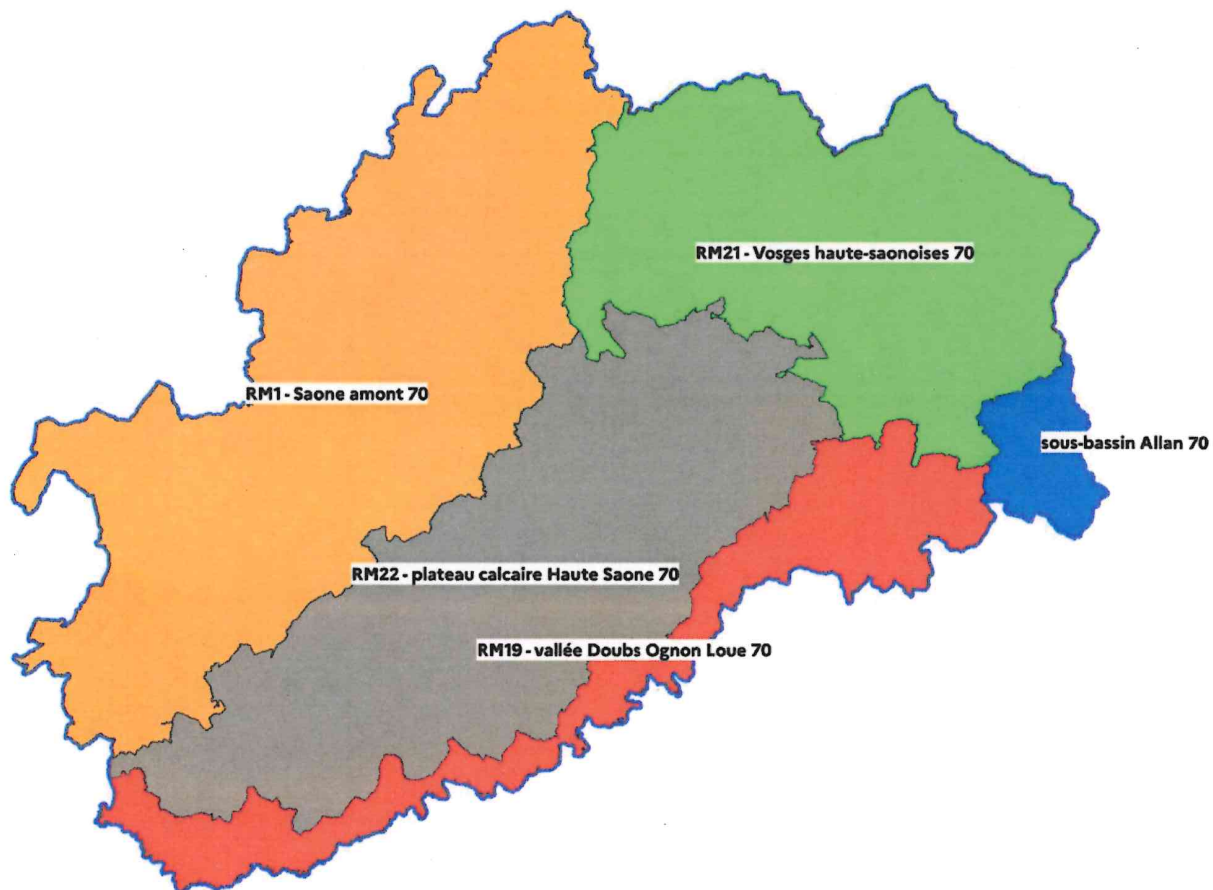 RM21 - Vosges haute-saonoises 70
RM1 - Saone amont 70
sous-bassin Allan 70
RM22 - plateau calcaire Haute Saone 70
RM19 - vallée Doubs Ognon Loue 70